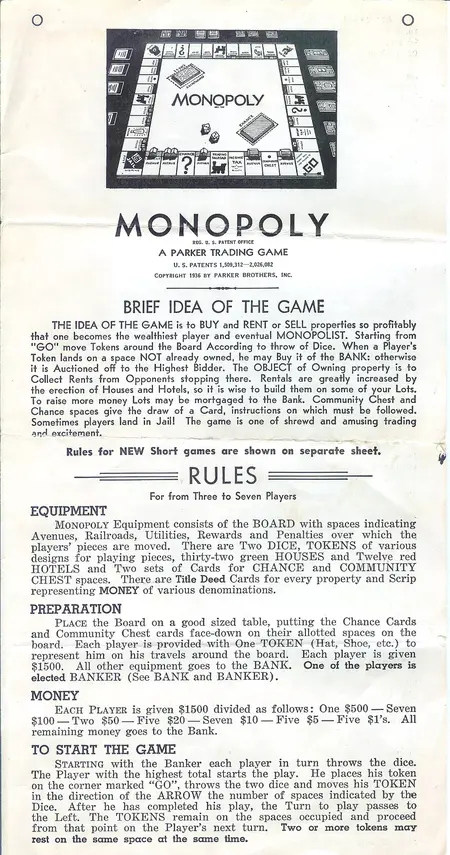 MONOPOLY
MONOPOLY
REG. U. S. PATENT OFFICE
A PARKER TRADING GAME
U. S. PATENTS 1,509,312—2,026,082
COPYRIGHT 1936 BY PARKER BROTHERS, INC.
BRIEF IDEA OF THE GAME
THE IDEA OF THE GAME is to BUY and RENT or SELL properties so profitably
that one becomes the wealthiest player and eventual MONOPOLIST. Starting from
"GO" move Tokens around the Board According to throw of Dice. When a Player's
Token lands on a space NOT already owned, he may Buy it of the BANK: otherwise
it is Auctioned off to the Highest Bidder. The OBJECT of Owning property is to
Collect Rents from Opponents stopping there. Rentals are greatly increased by
the erection of Houses and Hotels, so it is wise to build them on some of your Lots.
To raise more money Lots may be mortgaged to the Bank. Community Chest and
Chance spaces give the draw of a Card, instructions on which must be followed.
Sometimes players land in Jail! The game is one of shrewd and amusing trading
and excitement.
Rules for NEW Short games are shown on separate sheet.
RULES
For from Three to Seven Players
EQUIPMENT
MONOPOLY Equipment consists of the BOARD with spaces indicating
Avenues, Railroads, Utilities, Rewards and Penalties over which the
players' pieces are moved. There are Two DICE, TOKENS of various
designs for playing pieces, thirty-two green HOUSES and Twelve red
HOTELS and Two sets of Cards for CHANCE and COMMUNITY
CHEST spaces. There are Title Deed Cards for every property and Scrip
representing MONEY of various denominations.
PREPARATION
PLACE the Board on a good sized table, putting the Chance Cards
and Community Chest cards face-down on their allotted spaces on the
board. Each player is provided with One TOKEN (Hat, Shoe, etc.) to
represent him on his travels around the board. Each player is given
$1500. All other equipment goes to the BANK. One of the players is
elected BANKER (See BANK and BANKER).
MONEY
EACH PLAYER is given $1500 divided as follows: One $500 — Seven
$100 — Two $50 — Five $20 — Seven $10 — Five $5 — Five $1's. All
remaining money goes to the Bank.
TO START THE GAME
STARTING with the Banker each player in turn throws the dice.
The Player with the highest total starts the play. He places his token
on the corner marked "GO", throws the two dice and moves his TOKEN
in the direction of the ARROW the number of spaces indicated by the
Dice. After he has completed his play, the Turn to play passes to
the Left. The TOKENS remain on the spaces occupied and proceed
from that point on the Player's next turn. Two or more tokens may
rest on the same space at the same time.